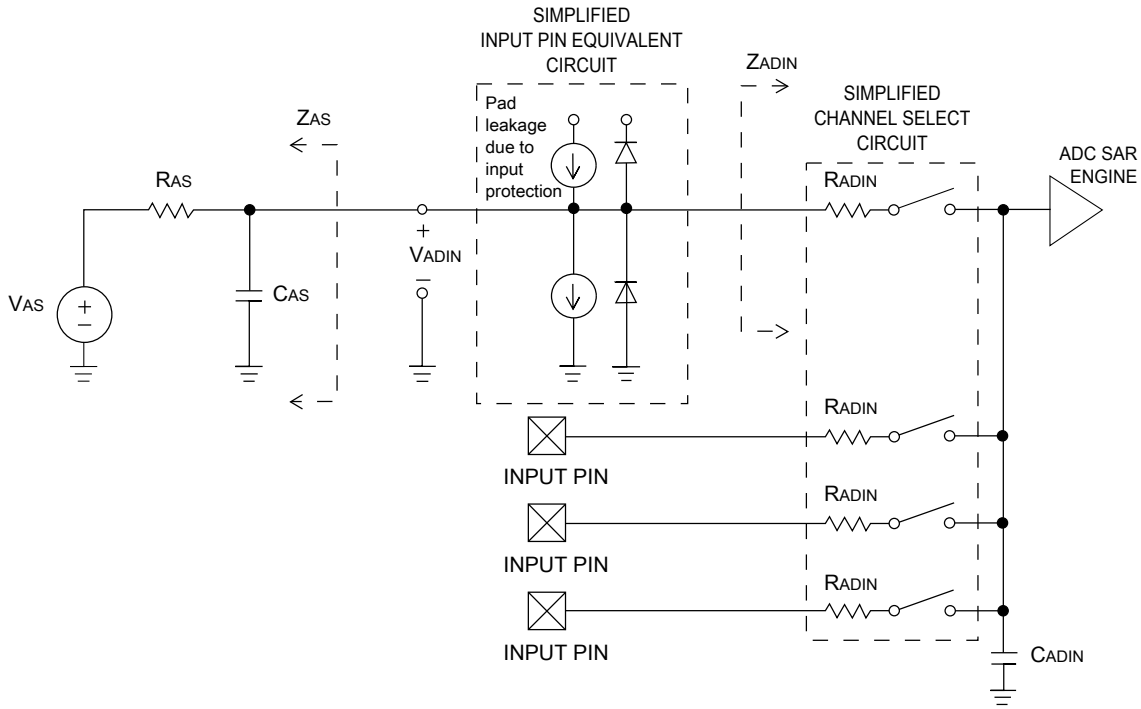 SIMPLIFIED
INPUT PIN EQUIVALENT
CIRCUIT
ZADIN
Pad
leakage
due to
input
protection
SIMPLIFIED
CHANNEL SELECT
CIRCUIT
ZAS
ADC SAR
ENGINE
RAS
RADIN
+
VADIN
–
CAS
VAS
+
–
RADIN
INPUT PIN
RADIN
INPUT PIN
RADIN
INPUT PIN
CADIN